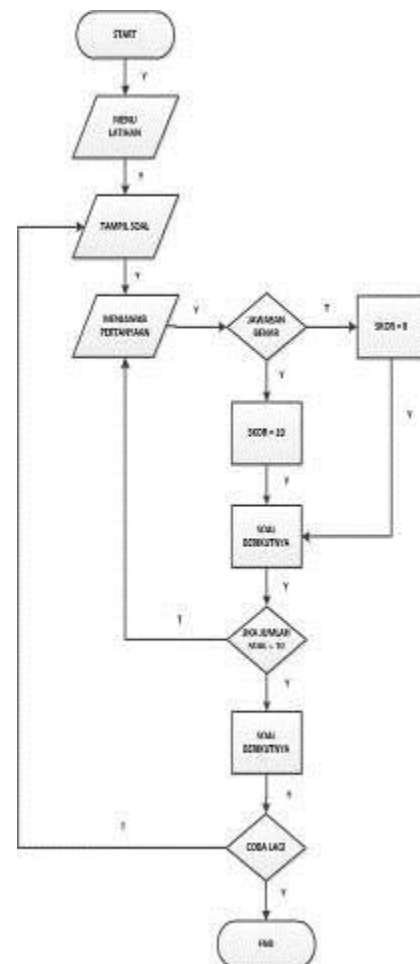 START
Y
MENU
LATIHAN
Y
TAMPIL SOAL
Y
MENJAWAB
PERTANYAAN
Y
JAWABAN
BENAR
T
SKOR = 0
Y
Y
SKOR =
Y
SOAL
BERIKUTNYA
Y
JIKA JUMLAH
SOAL = 10
T
Y
SOAL
BERIKUTNYA
COBA LAGI
Y
END